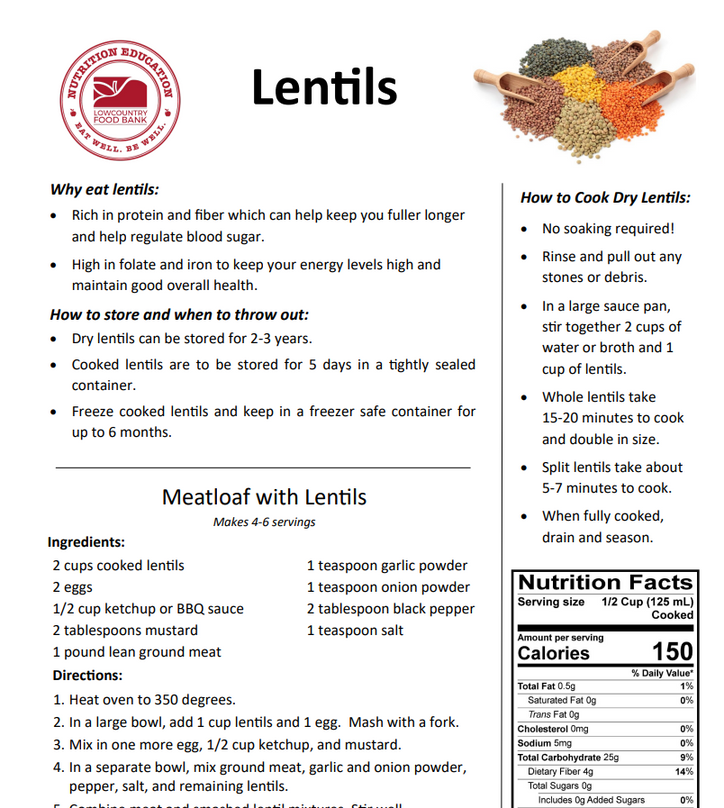 NUTRITION EDUCATION
LOWCOUNTRY
FOOD BANK
EAT WELL. BE WELL.
Lentils
Why eat lentils:
• Rich in protein and fiber which can help keep you fuller longer
and help regulate blood sugar.
• High in folate and iron to keep your energy levels high and
maintain good overall health.
How to store and when to throw out:
• Dry lentils can be stored for 2-3 years.
• Cooked lentils are to be stored for 5 days in a tightly sealed
container.
• Freeze cooked lentils and keep in a freezer safe container for
up to 6 months.
Meatloaf with Lentils
Makes 4-6 servings
Ingredients:
2 cups cooked lentils
2 eggs
1/2 cup ketchup or BBQ sauce
2 tablespoons mustard
1 pound lean ground meat
1 teaspoon garlic powder
1 teaspoon onion powder
2 tablespoon black pepper
1 teaspoon salt
Directions:
1. Heat oven to 350 degrees.
2. In a large bowl, add 1 cup lentils and 1 egg. Mash with a fork.
3. Mix in one more egg, 1/2 cup ketchup, and mustard.
4. In a separate bowl, mix ground meat, garlic and onion powder,
pepper, salt, and remaining lentils.
5. Combine meat and smashed lentil mixtures. Stir well.
How to Cook Dry Lentils:
• No soaking required!
• Rinse and pull out any
stones or debris.
• In a large sauce pan,
stir together 2 cups of
water or broth and 1
cup of lentils.
• Whole lentils take
15-20 minutes to cook
and double in size.
• Split lentils take about
5-7 minutes to cook.
• When fully cooked,
drain and season.
Nutrition Facts
Serving size 1/2 Cup (125 mL)
Cooked
Amount per serving
Calories 150
% Daily Value*
Total Fat 0.5g 1%
Saturated Fat 0g 0%
Trans Fat 0g
Cholesterol 0mg 0%
Sodium 5mg 0%
Total Carbohydrate 25g 9%
Dietary Fiber 4g 14%
Total Sugars 0g
Includes 0g Added Sugars 0%